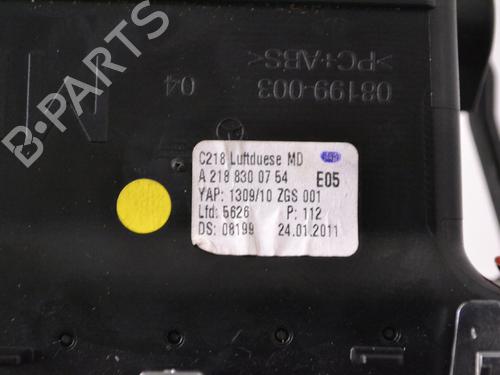 >PC+ABS<
08199-003
04
B-PARTS
C218 Luftduese MD
A 218 830 07 54 E05
YAP: 1309/10 ZGS 001
Lfd: 5626 P: 112
DS: 08199 24.01.2011